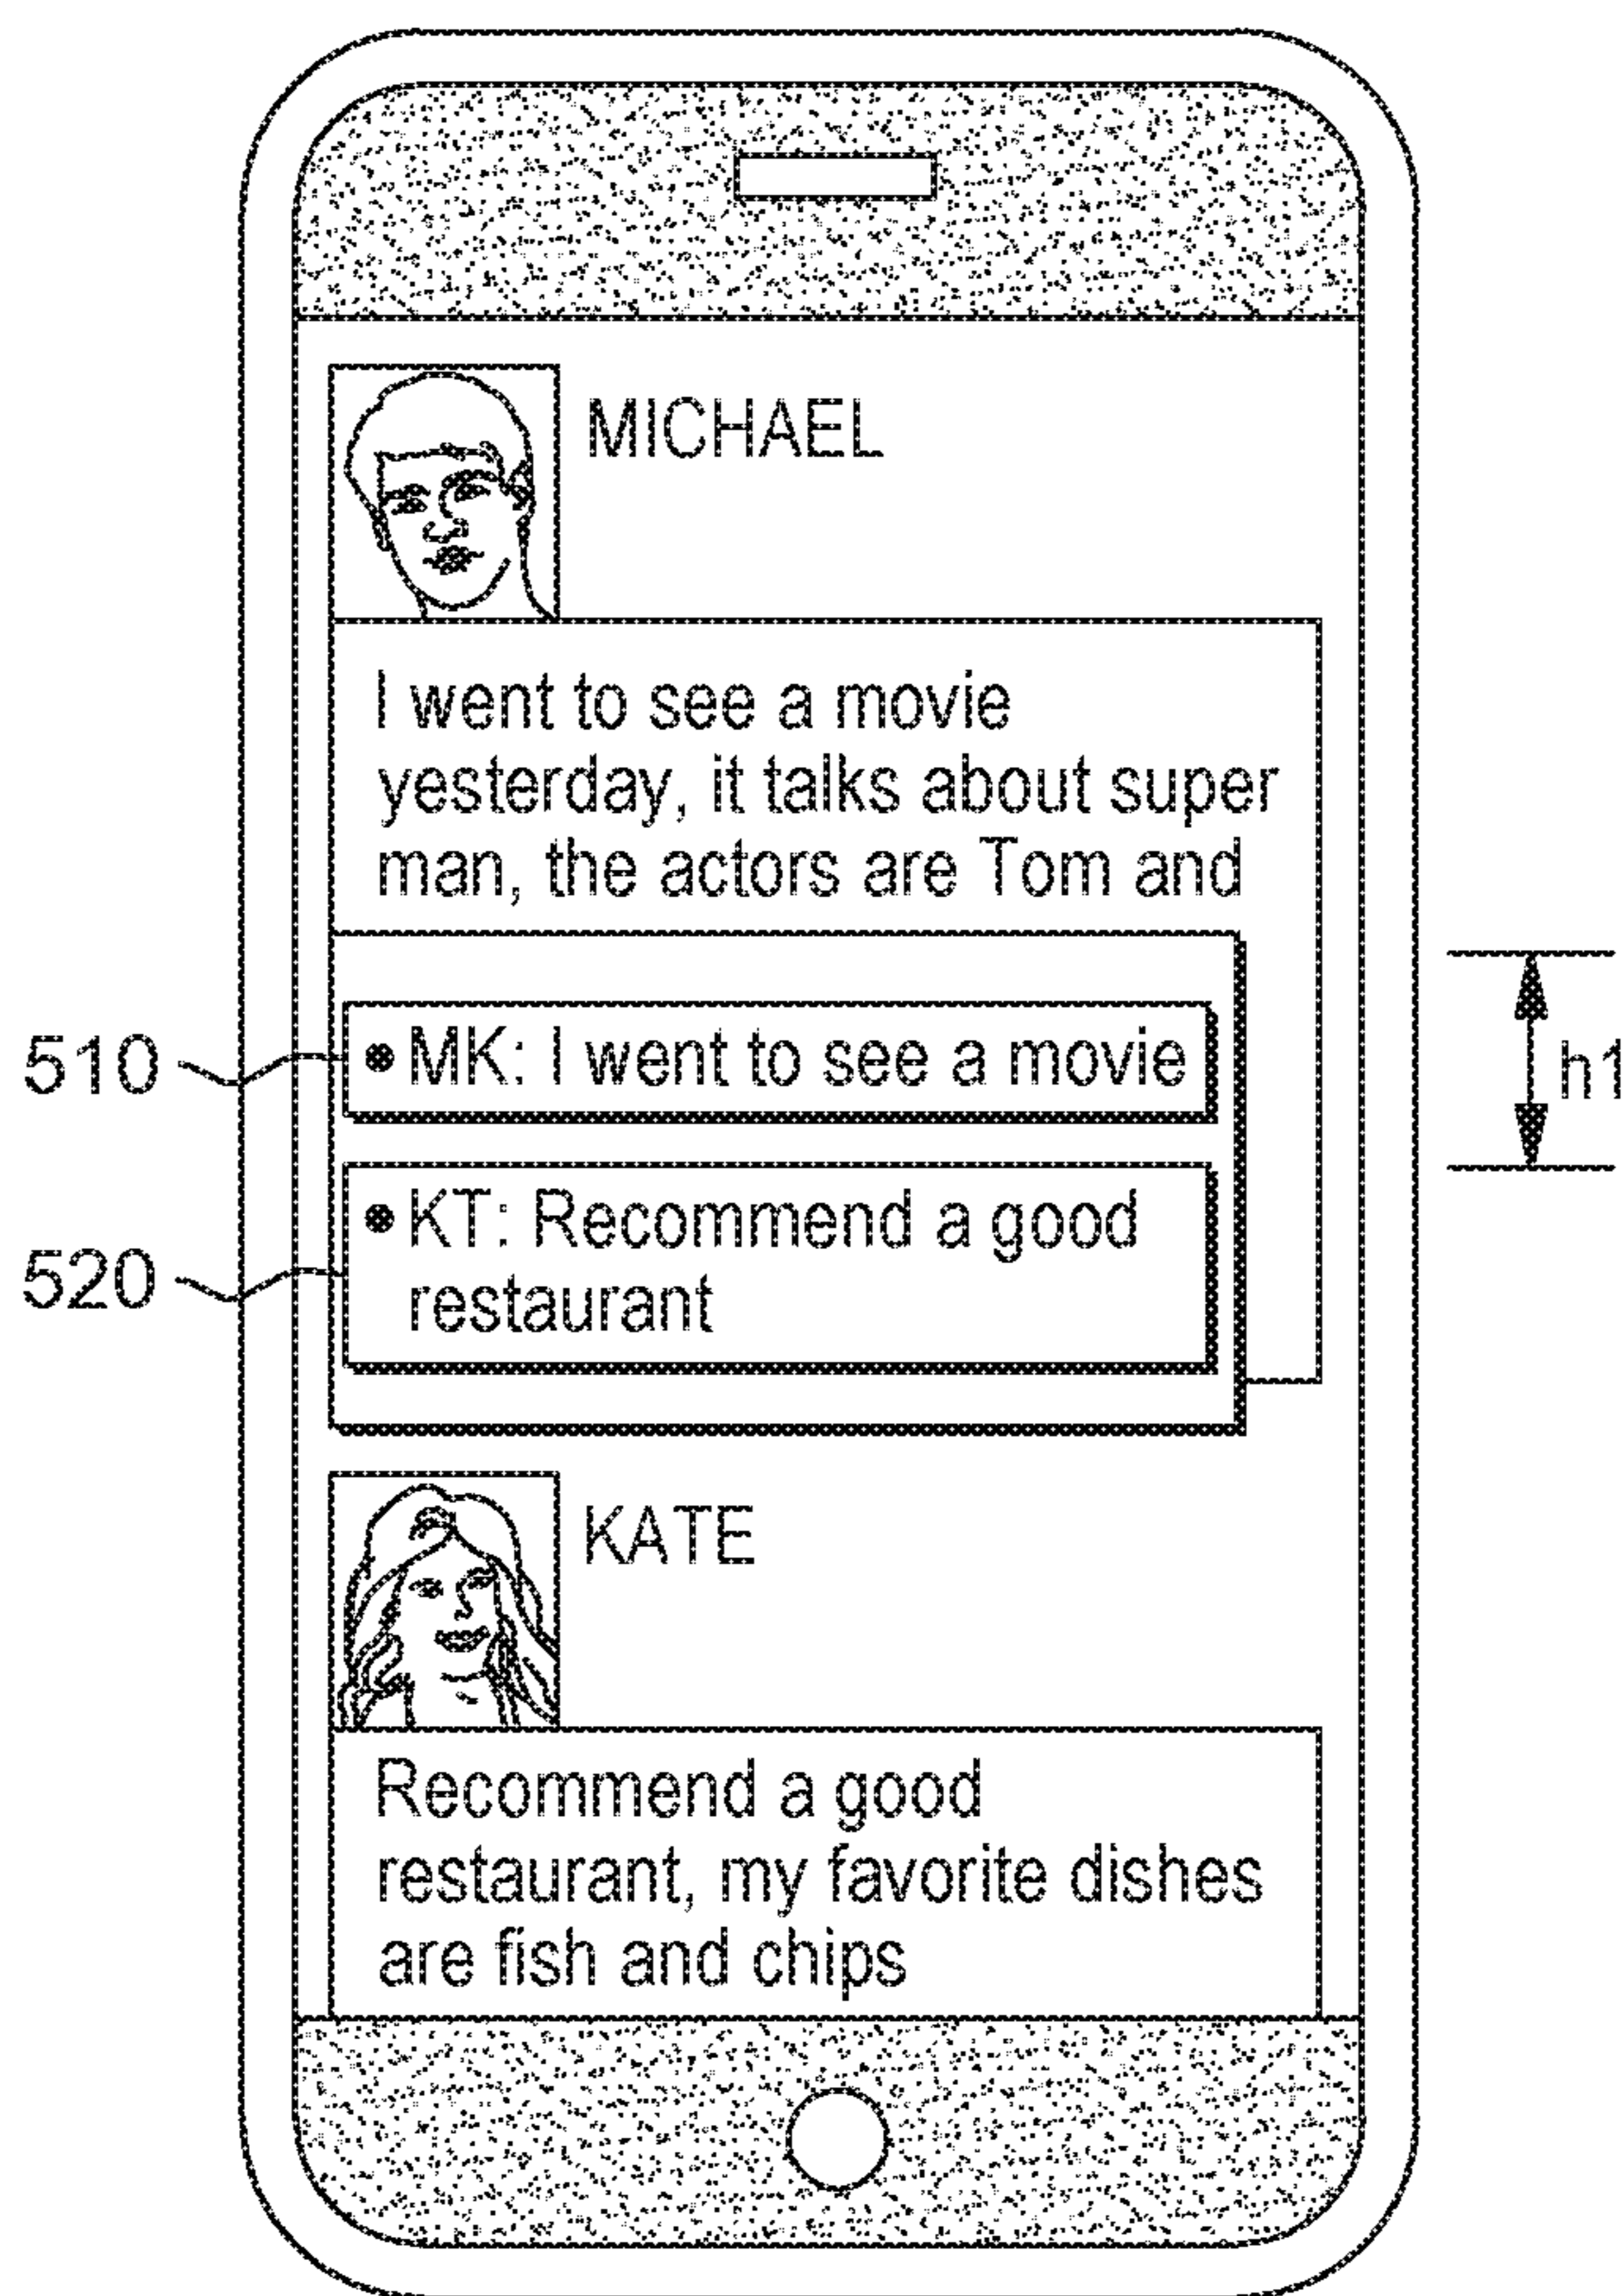 MICHAEL
I went to see a movie
yesterday, it talks about super
man, the actors are Tom and
510
• MK: I went to see a movie
h1
• KT: Recommend a good
restaurant
520
KATE
Recommend a good
restaurant, my favorite dishes
are fish and chips